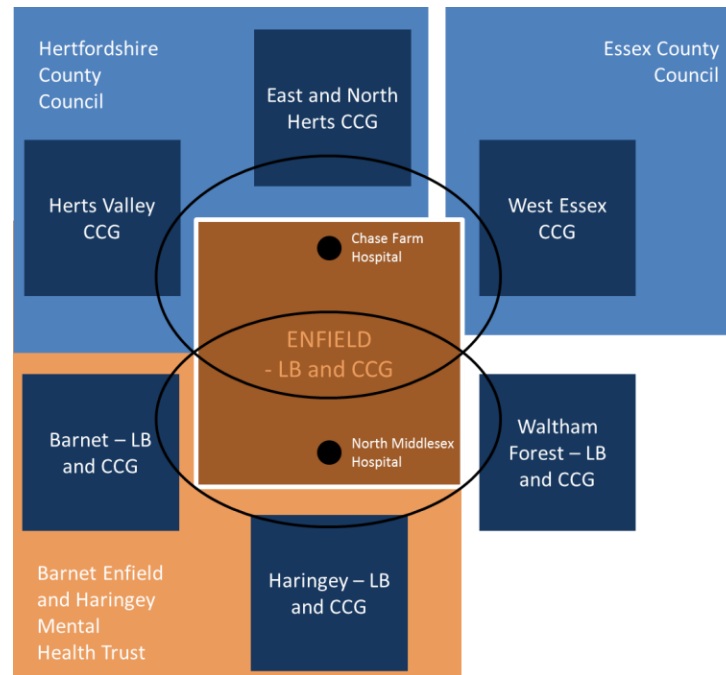 Hertfordshire
County
Council
Essex County
Council
East and North
Herts CCG
Herts Valley
CCG
West Essex
CCG
Chase Farm
Hospital
ENFIELD
- LB and CCG
Barnet – LB
and CCG
North Middlesex
Hospital
Waltham
Forest – LB
and CCG
Barnet Enfield
and Haringey
Mental
Health Trust
Haringey – LB
and CCG